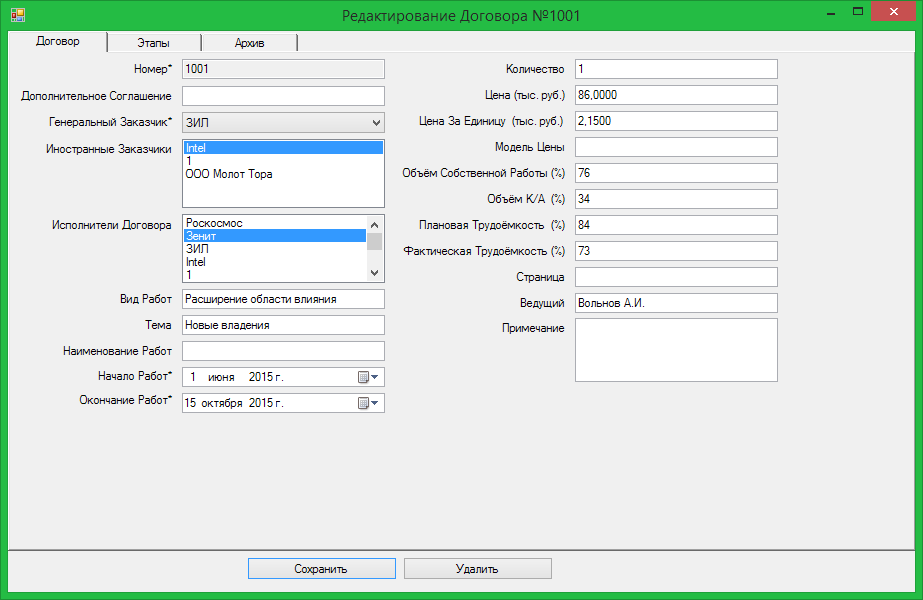 Редактирование Договора №1001
Договор
Этапы
Архив
Номер* 1001
Дополнительное Соглашение
Генеральный Заказчик* ЗИЛ
Иностранные Заказчики Intel
1
ООО Молот Тора
Исполнители Договора Роскосмос
Зенит
ЗИЛ
Intel
1
Вид Работ Расширение области влияния
Тема Новые владения
Наименование Работ
Начало Работ* 1 июня 2015 г.
Окончание Работ* 15 октября 2015 г.
Количество 1
Цена (тыс. руб.) 86,0000
Цена За Единицу (тыс. руб.) 2,1500
Модель Цены
Объём Собственной Работы (%) 76
Объём К/А (%) 34
Плановая Трудоёмкость (%) 84
Фактическая Трудоёмкость (%) 73
Страница
Ведущий Вольнов А.И.
Примечание
Сохранить
Удалить